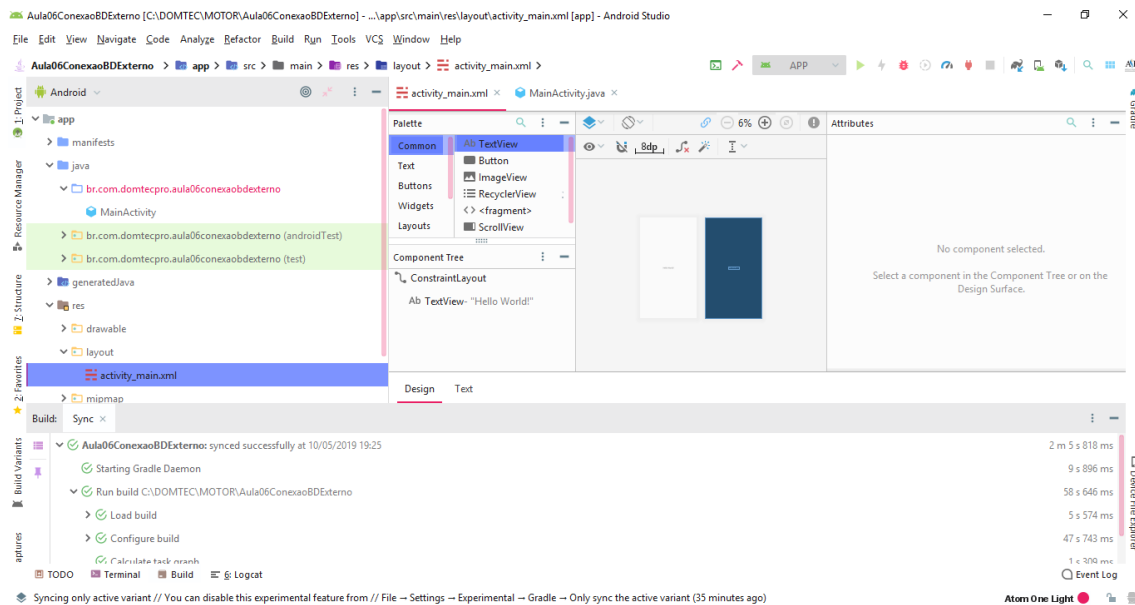 Aula06ConexaoBDExterno [C:\DOMTEC\MOTOR\Aula06ConexaoBDExterno] - ...\app\src\main\res\layout\activity_main.xml [app] - Android Studio
File Edit View Navigate Code Analyze Refactor Build Run Tools VCS Window Help
Aula06ConexaoBDExterno app src main res layout activity_main.xml APP
1: Project
Resource Manager
7: Structure
2: Favorites
Build Variants
Android
app
manifests
java
br.com.domtecpro.aula06conexaobdexterno
MainActivity
br.com.domtecpro.aula06conexaobdexterno (androidTest)
br.com.domtecpro.aula06conexaobdexterno (test)
generatedJava
res
drawable
layout
activity_main.xml
mipmap
activity_main.xml MainActivity.java
Palette
Common
Text
Buttons
Widgets
Layouts
Ab TextView
Button
ImageView
RecyclerView
<> <fragment>
ScrollView
Component Tree
ConstraintLayout
Ab TextView- "Hello World!"
6%
8dp
Design Text
Attributes
No component selected.
Select a component in the Component Tree or on the
Design Surface.
Gradle
Build: Sync
Aula06ConexaoBDExterno: synced successfully at 10/05/2019 19:25 2 m 5 s 818 ms
Starting Gradle Daemon 9 s 896 ms
Run build C:\DOMTEC\MOTOR\Aula06ConexaoBDExterno 58 s 646 ms
Load build 5 s 574 ms
Configure build 47 s 743 ms
Calculate task graph 1 s 309 ms
Device File Explorer
TODO Terminal Build 6: Logcat Event Log
Syncing only active variant // You can disable this experimental feature from // File → Settings → Experimental → Gradle → Only sync the active variant (35 minutes ago) Atom One Light